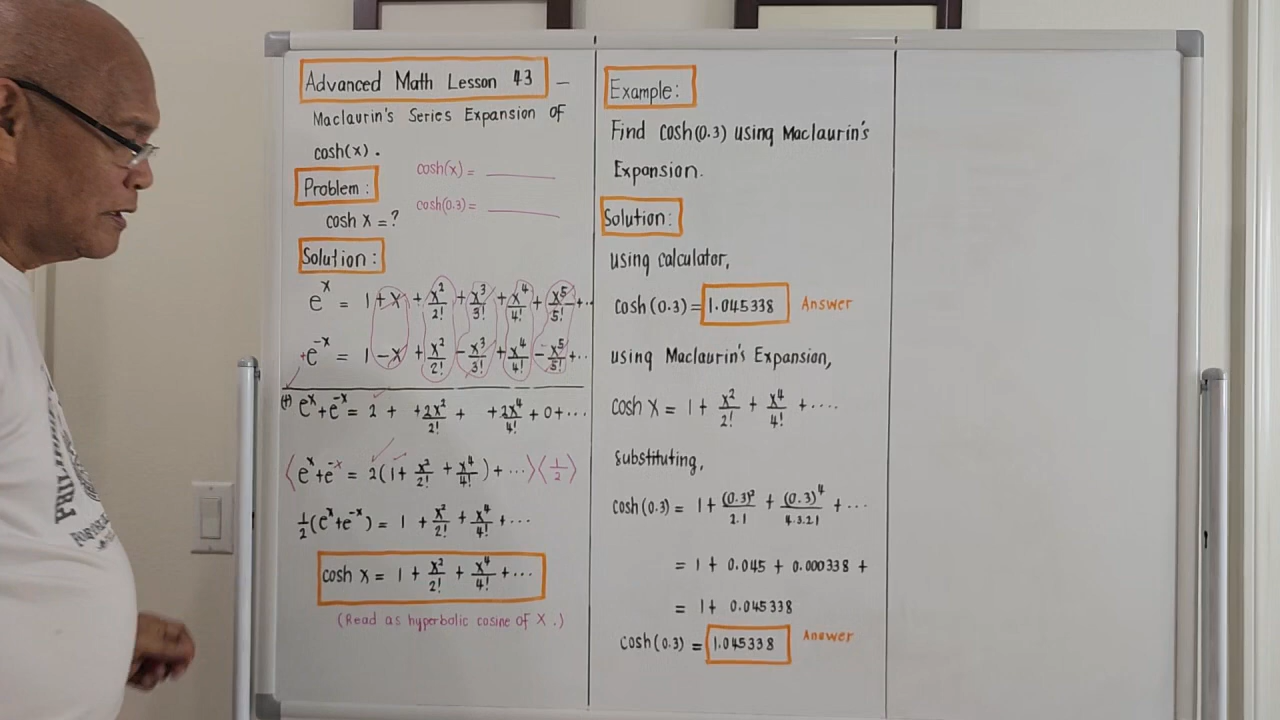 Advanced Math Lesson 43 —
Maclaurin's Series Expansion of
cosh(x).
Problem:
cosh(x) = ____
cosh x = ?
cosh(0.3) = ____
Solution:
e^x = 1 + x + x²/2! + x³/3! + x⁴/4! + x⁵/5! + ..
+e^-x = 1 - x + x²/2! - x³/3! + x⁴/4! - x⁵/5! + ..
(+) e^x + e^-x = 2 + + 2x²/2! + + 2x⁴/4! + 0 + ...
⟨e^x + e^-x = 2(1 + x²/2! + x⁴/4!) + ...⟩⟨1/2⟩
1/2(e^x + e^-x) = 1 + x²/2! + x⁴/4! + ...
cosh x = 1 + x²/2! + x⁴/4! + ...
(Read as hyperbolic cosine of x.)
Example:
Find cosh(0.3) using Maclaurin's
Expansion.
Solution:
using calculator,
cosh(0.3) = 1.045338 Answer
using Maclaurin's Expansion,
cosh x = 1 + x²/2! + x⁴/4! + ....
substituting,
cosh(0.3) = 1 + (0.3)²/2.1 + (0.3)⁴/4.3.2.1 + ...
= 1 + 0.045 + 0.000338 +
= 1 + 0.045338
cosh(0.3) = 1.045338 Answer